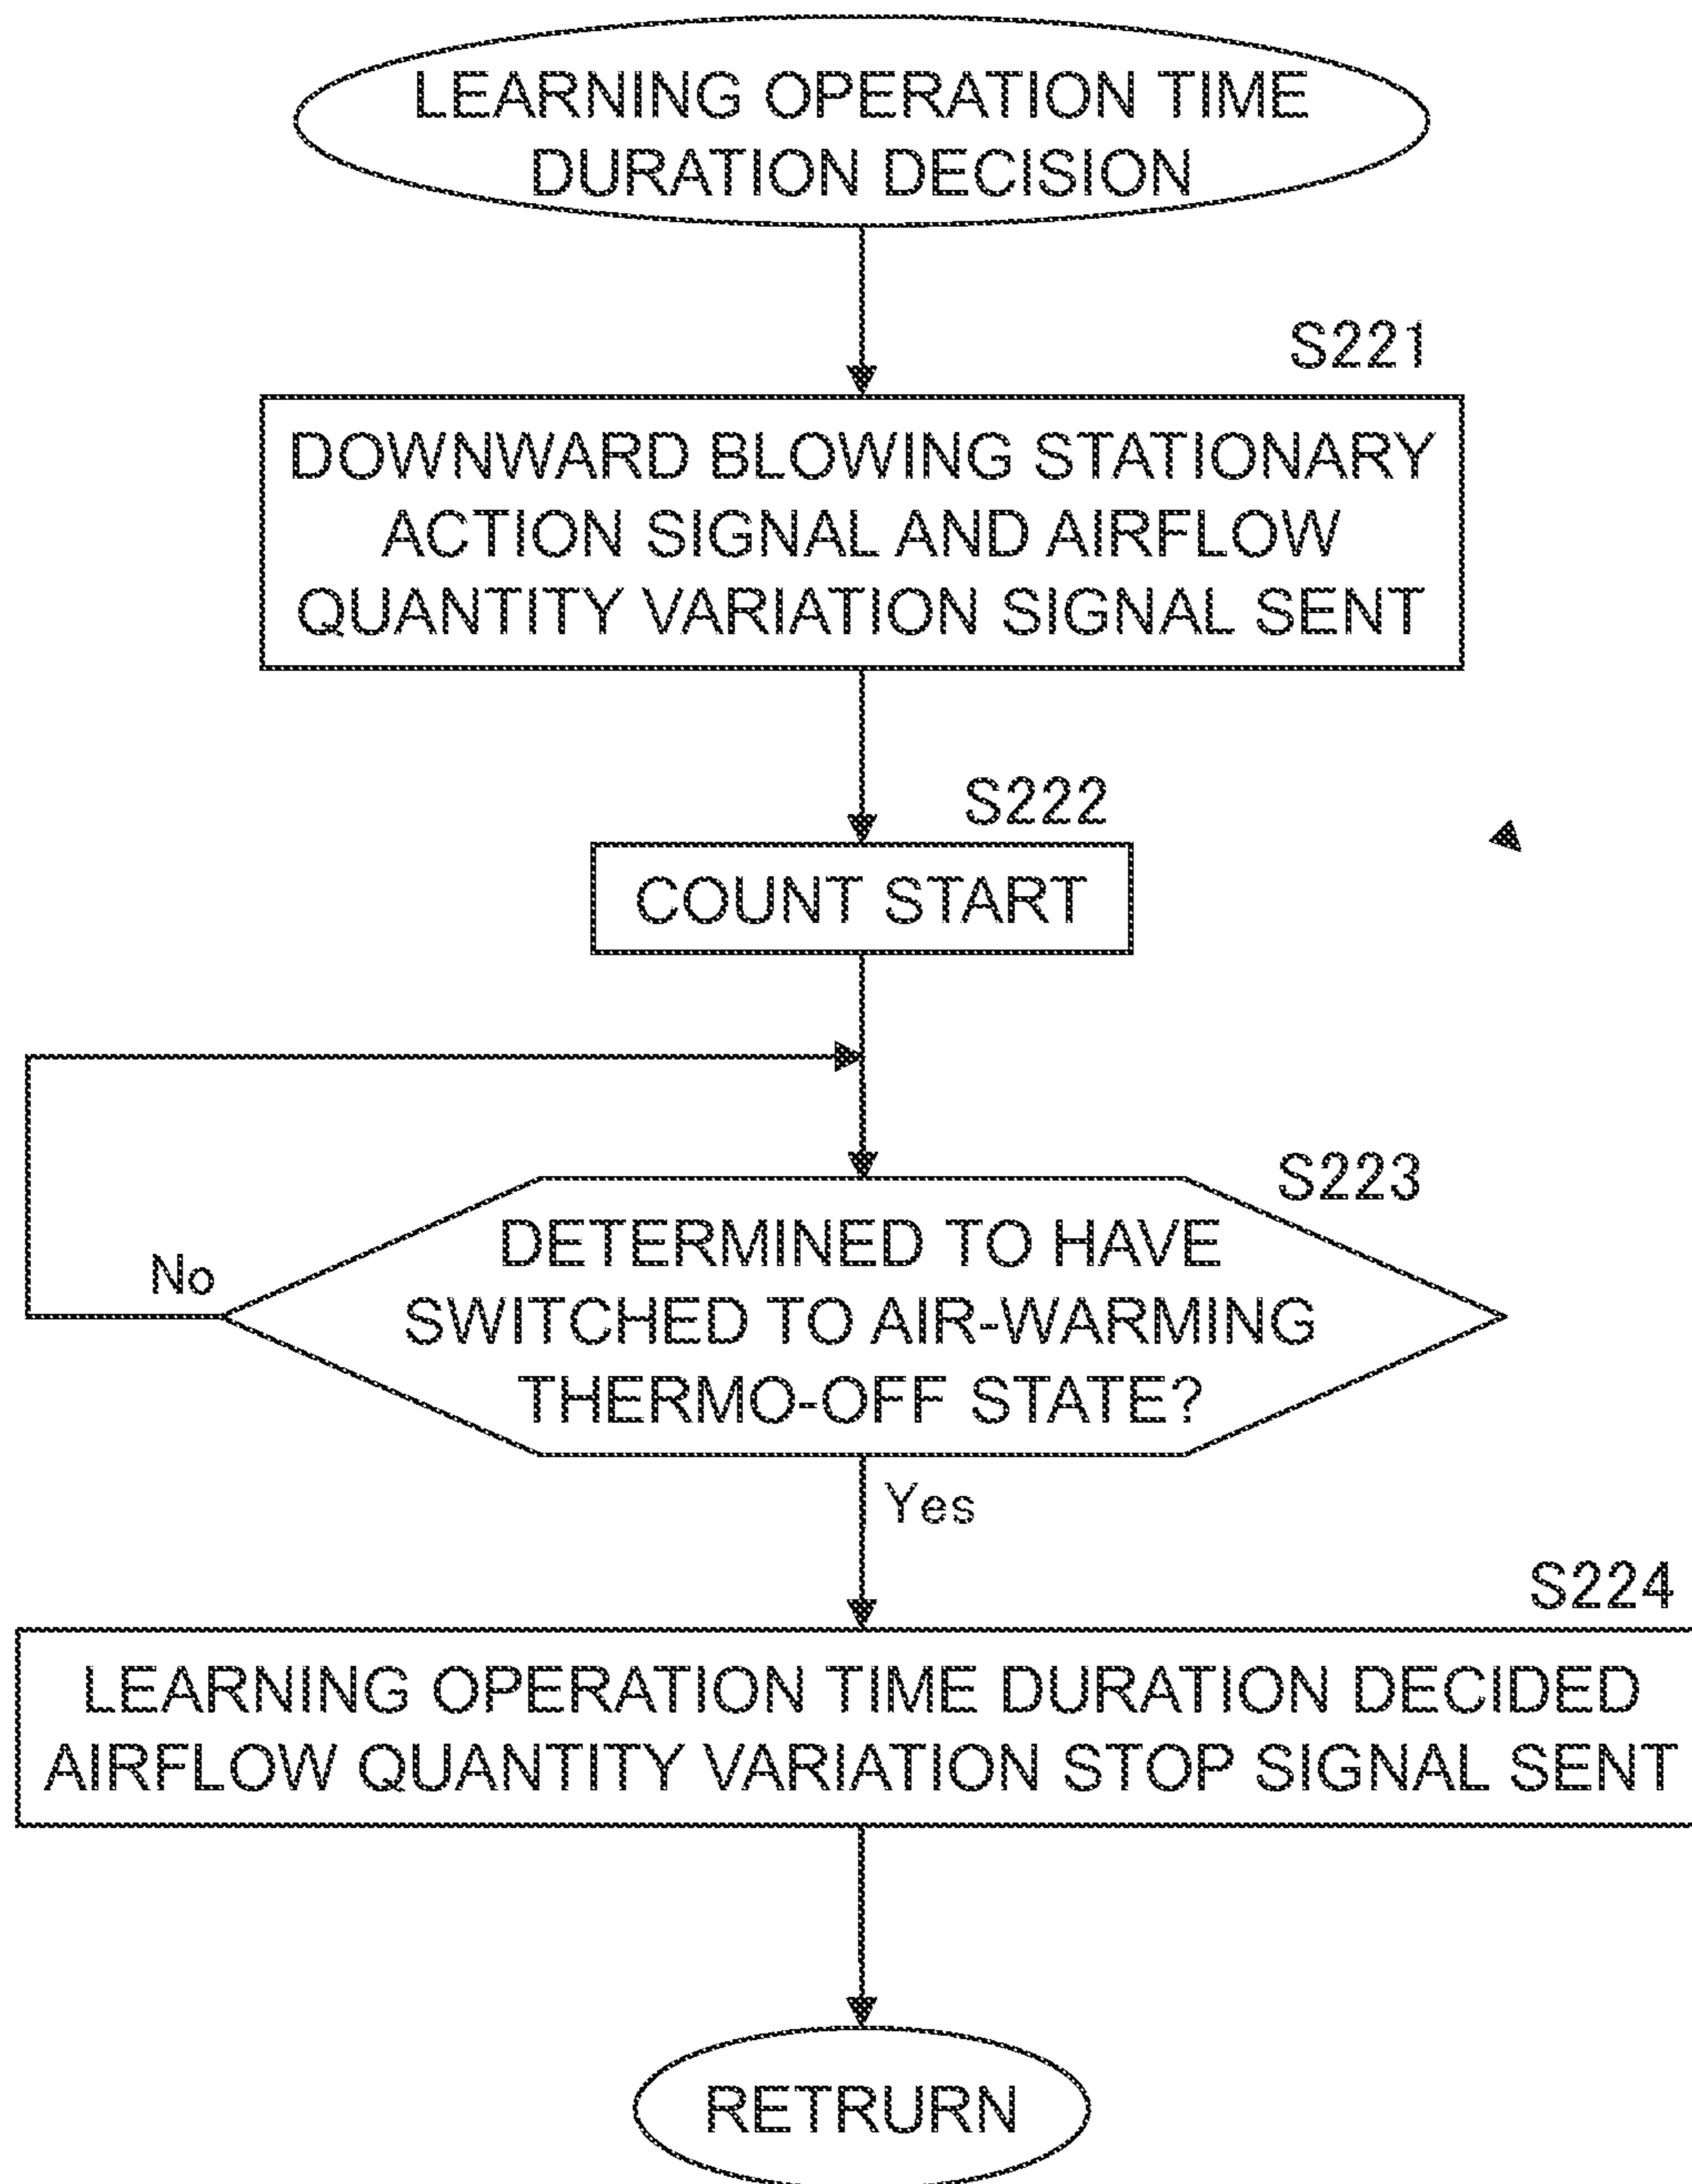 LEARNING OPERATION TIME
DURATION DECISION
S221
DOWNWARD BLOWING STATIONARY
ACTION SIGNAL AND AIRFLOW
QUANTITY VARIATION SIGNAL SENT
S222
COUNT START
S223
DETERMINED TO HAVE
SWITCHED TO AIR-WARMING
THERMO-OFF STATE?
No
Yes
S224
LEARNING OPERATION TIME DURATION DECIDED
AIRFLOW QUANTITY VARIATION STOP SIGNAL SENT
RETRURN